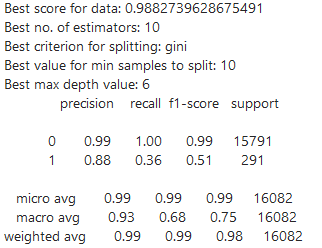 Best score for data: 0.9882739628675491
Best no. of estimators: 10
Best criterion for splitting: gini
Best value for min samples to split: 10
Best max depth value: 6
precision recall f1-score support
0 0.99 1.00 0.99 15791
1 0.88 0.36 0.51 291
micro avg 0.99 0.99 0.99 16082
macro avg 0.93 0.68 0.75 16082
weighted avg 0.99 0.99 0.98 16082